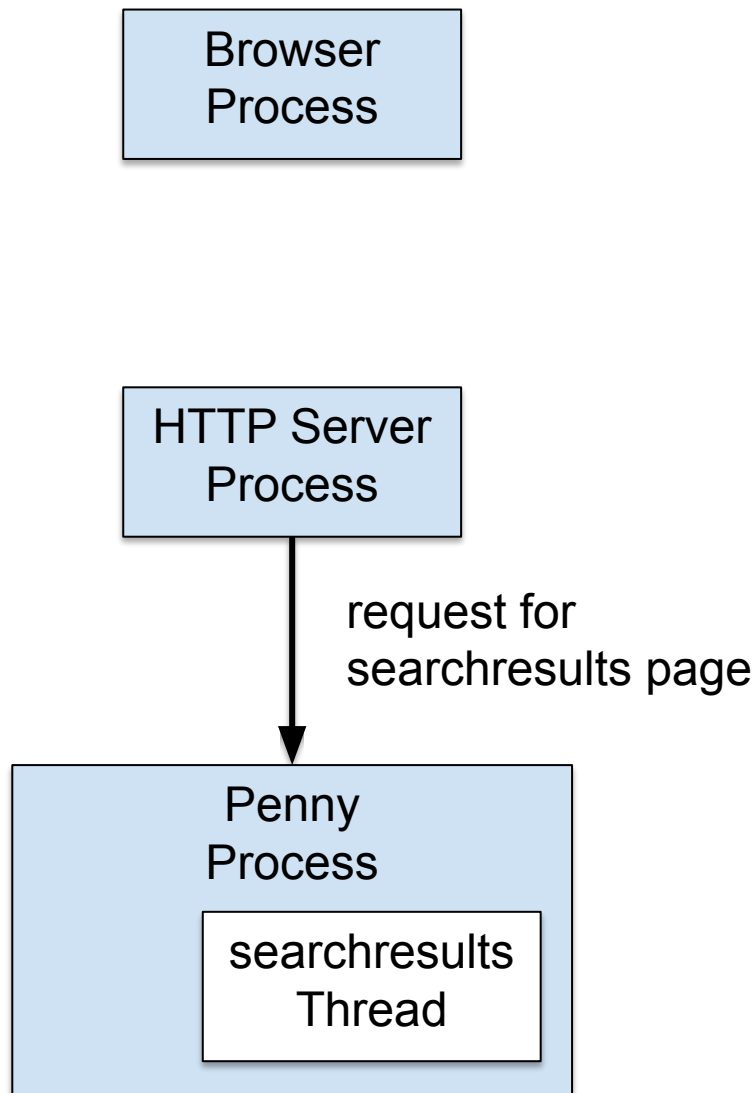 Browser
Process
HTTP Server
Process
request for
searchresults page
Penny
Process
searchresults
Thread